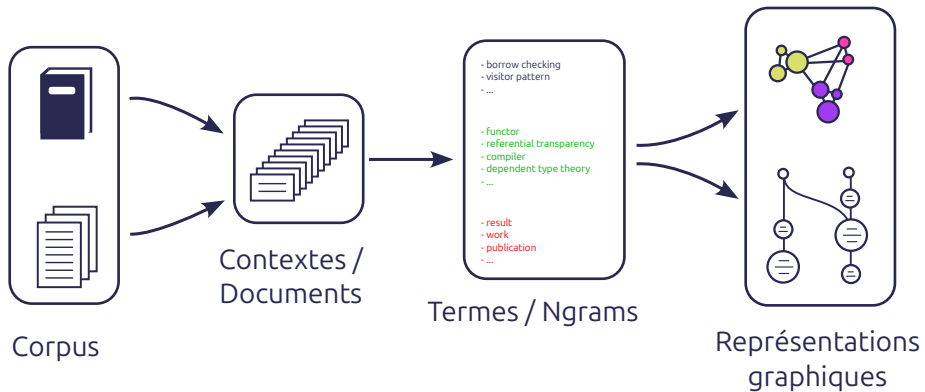 Corpus
Contextes /
Documents
- borrow checking
- visitor pattern
- ...
- functor
- referential transparency
- compiler
- dependent type theory
- ...
- result
- work
- publication
- ...
Termes / Ngrams
Représentations
graphiques